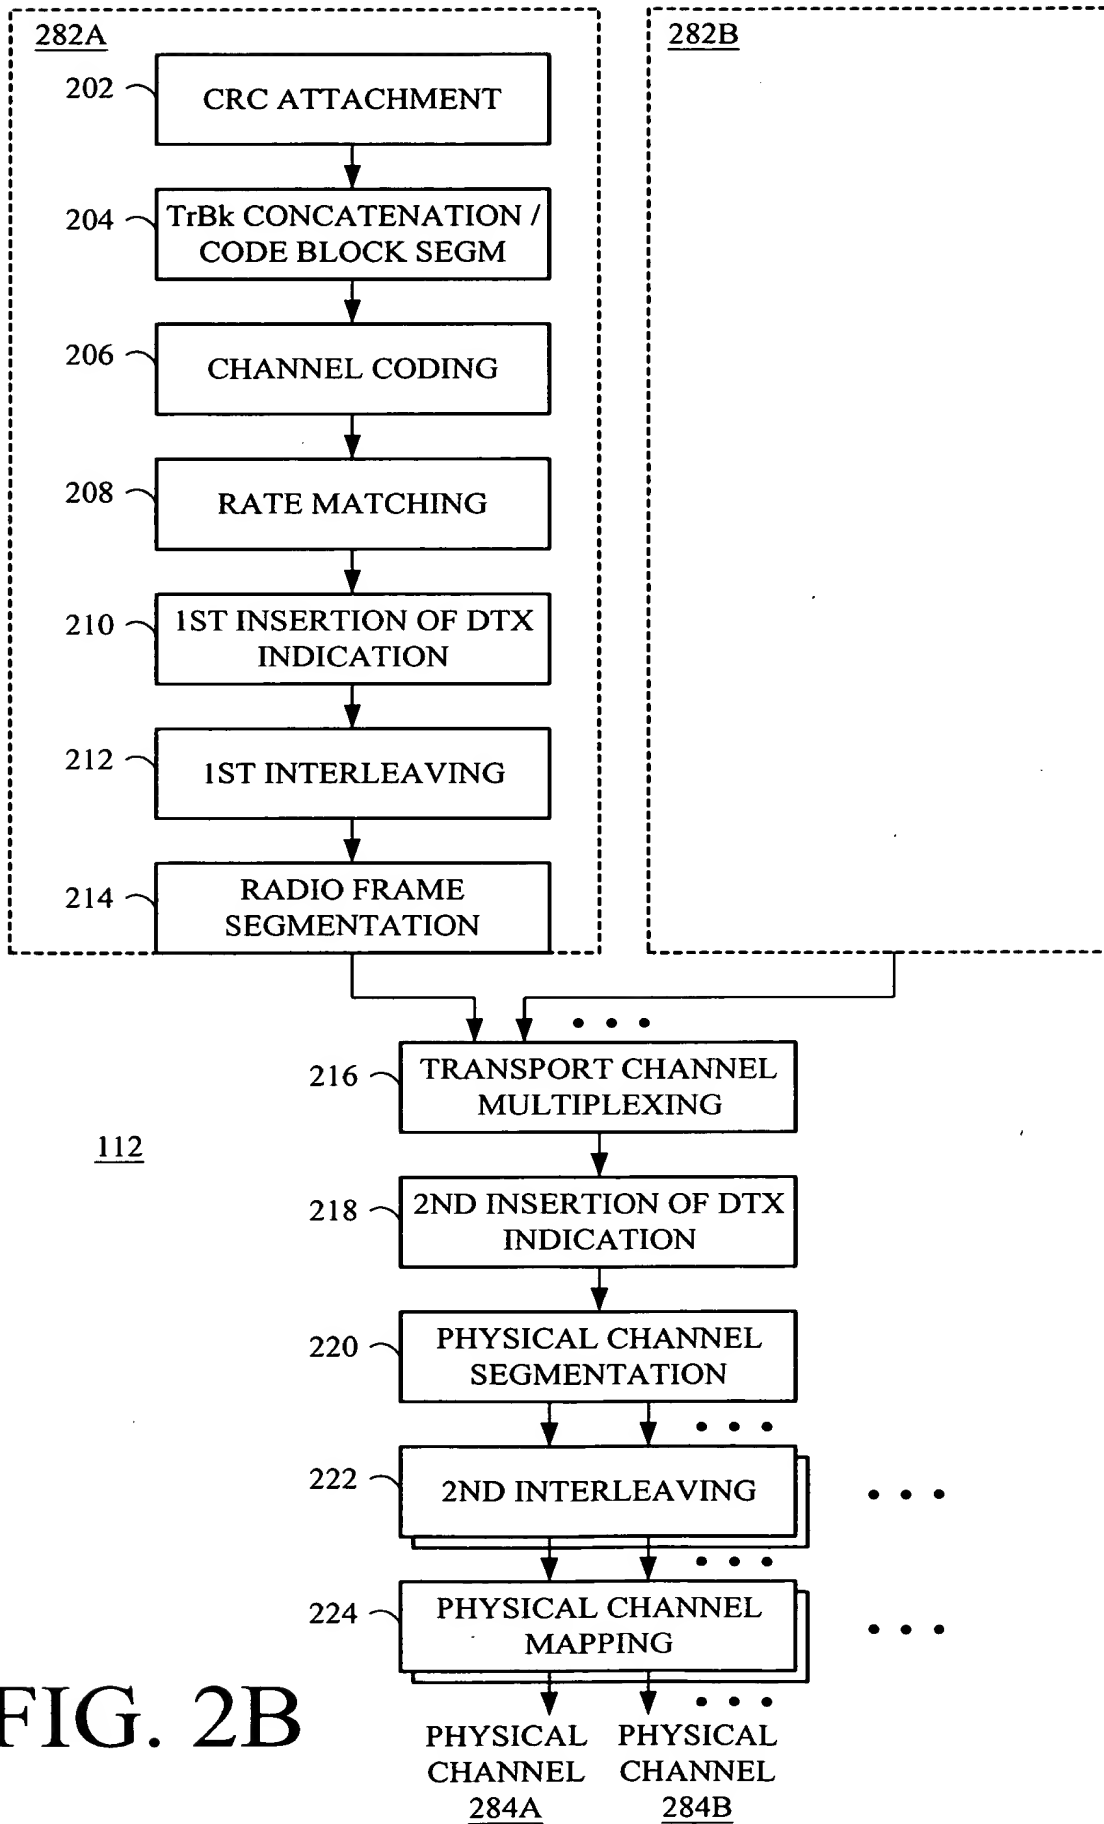 282A
282B
202
CRC ATTACHMENT
204
TrBk CONCATENATION /
CODE BLOCK SEGM
206
CHANNEL CODING
208
RATE MATCHING
210
1ST INSERTION OF DTX
INDICATION
212
1ST INTERLEAVING
214
RADIO FRAME
SEGMENTATION
216
TRANSPORT CHANNEL
MULTIPLEXING
112
218
2ND INSERTION OF DTX
INDICATION
220
PHYSICAL CHANNEL
SEGMENTATION
222
2ND INTERLEAVING
224
PHYSICAL CHANNEL
MAPPING
FIG. 2B
PHYSICAL
CHANNEL
284A
PHYSICAL
CHANNEL
284B